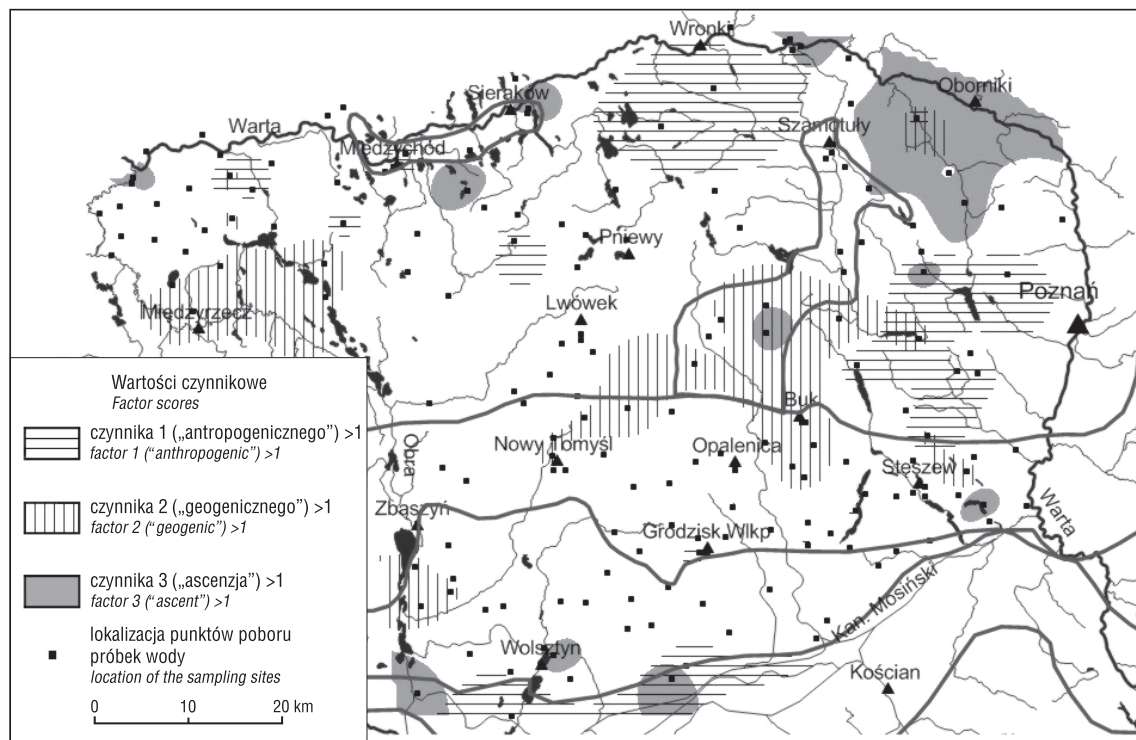 Wronki
Oborniki
Sieraków
Warta
Szamotuły
Międzychód
Pniewy
Poznań
Lwówek
Międzyrzecz
Buk
Nowy Tomyśl
Opalenica
Obra
Stęszew
Zbąszyń
Warta
Grodzisk Wlkp
Kan. Mosiński
Wolsztyn
Kościan
Wartości czynnikowe
Factor scores
czynnika 1 („antropogenicznego”) >1
factor 1 (“anthropogenic”) >1
czynnika 2 („geogenicznego”) >1
factor 2 (“geogenic”) >1
czynnika 3 („ascenzja”) >1
factor 3 (“ascent”) >1
lokalizacja punktów poboru
próbek wody
location of the sampling sites
0 10 20 km